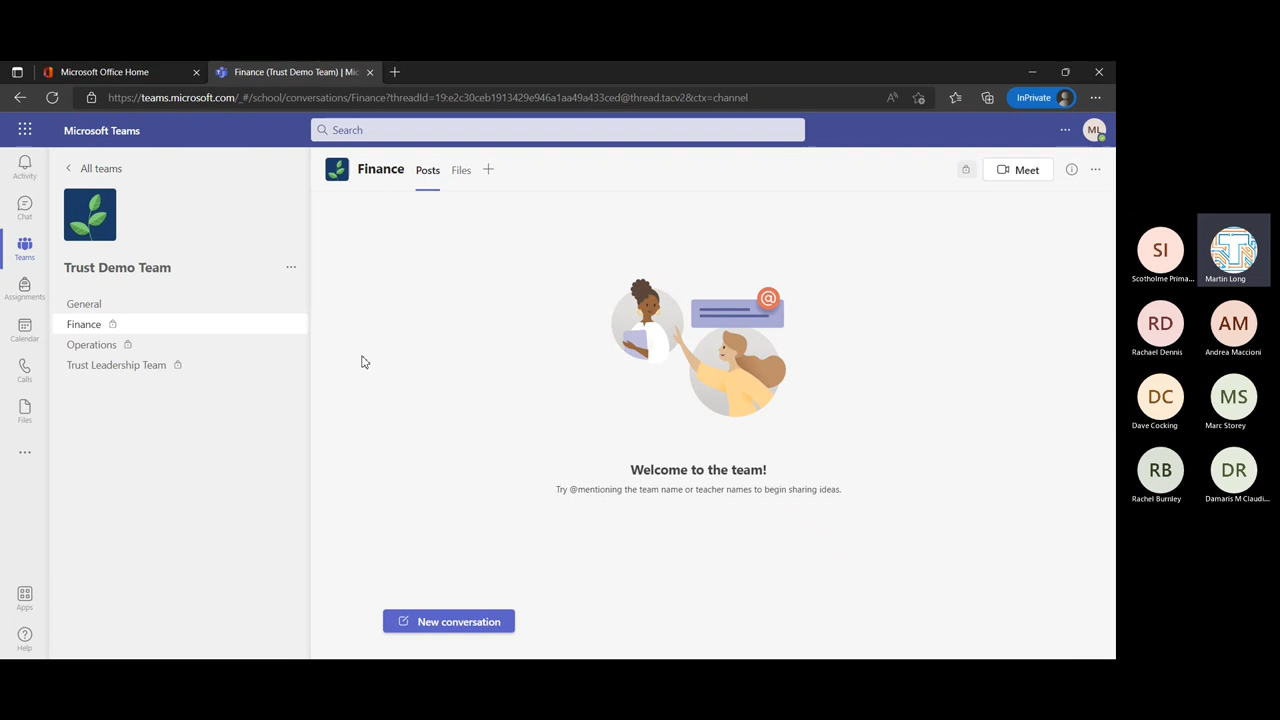 Microsoft Office Home
Finance (Trust Demo Team) | Mic
https://teams.microsoft.com/_#/school/conversations/Finance?threadId=19:e2c30ceb1913429e946a1aa49a433ced@thread.tacv2&ctx=channel
InPrivate
Microsoft Teams
Search
ML
Activity
Chat
Teams
Assignments
Calendar
Calls
Files
Apps
Help
All teams
Trust Demo Team
General
Finance
Operations
Trust Leadership Team
Finance
Posts
Files
Meet
@
Welcome to the team!
Try @mentioning the team name or teacher names to begin sharing ideas.
New conversation
SI
Scotholme Prima...
Martin Long
RD
Rachael Dennis
AM
Andrea Maccioni
DC
Dave Cocking
MS
Marc Storey
RB
Rachel Burnley
DR
Damaris M Claudi...